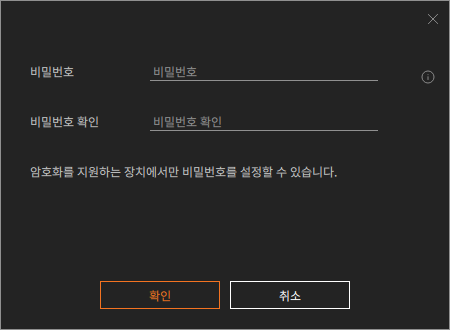 비밀번호 비밀번호
비밀번호 확인 비밀번호 확인
암호화를 지원하는 장치에서만 비밀번호를 설정할 수 있습니다.
확인 취소